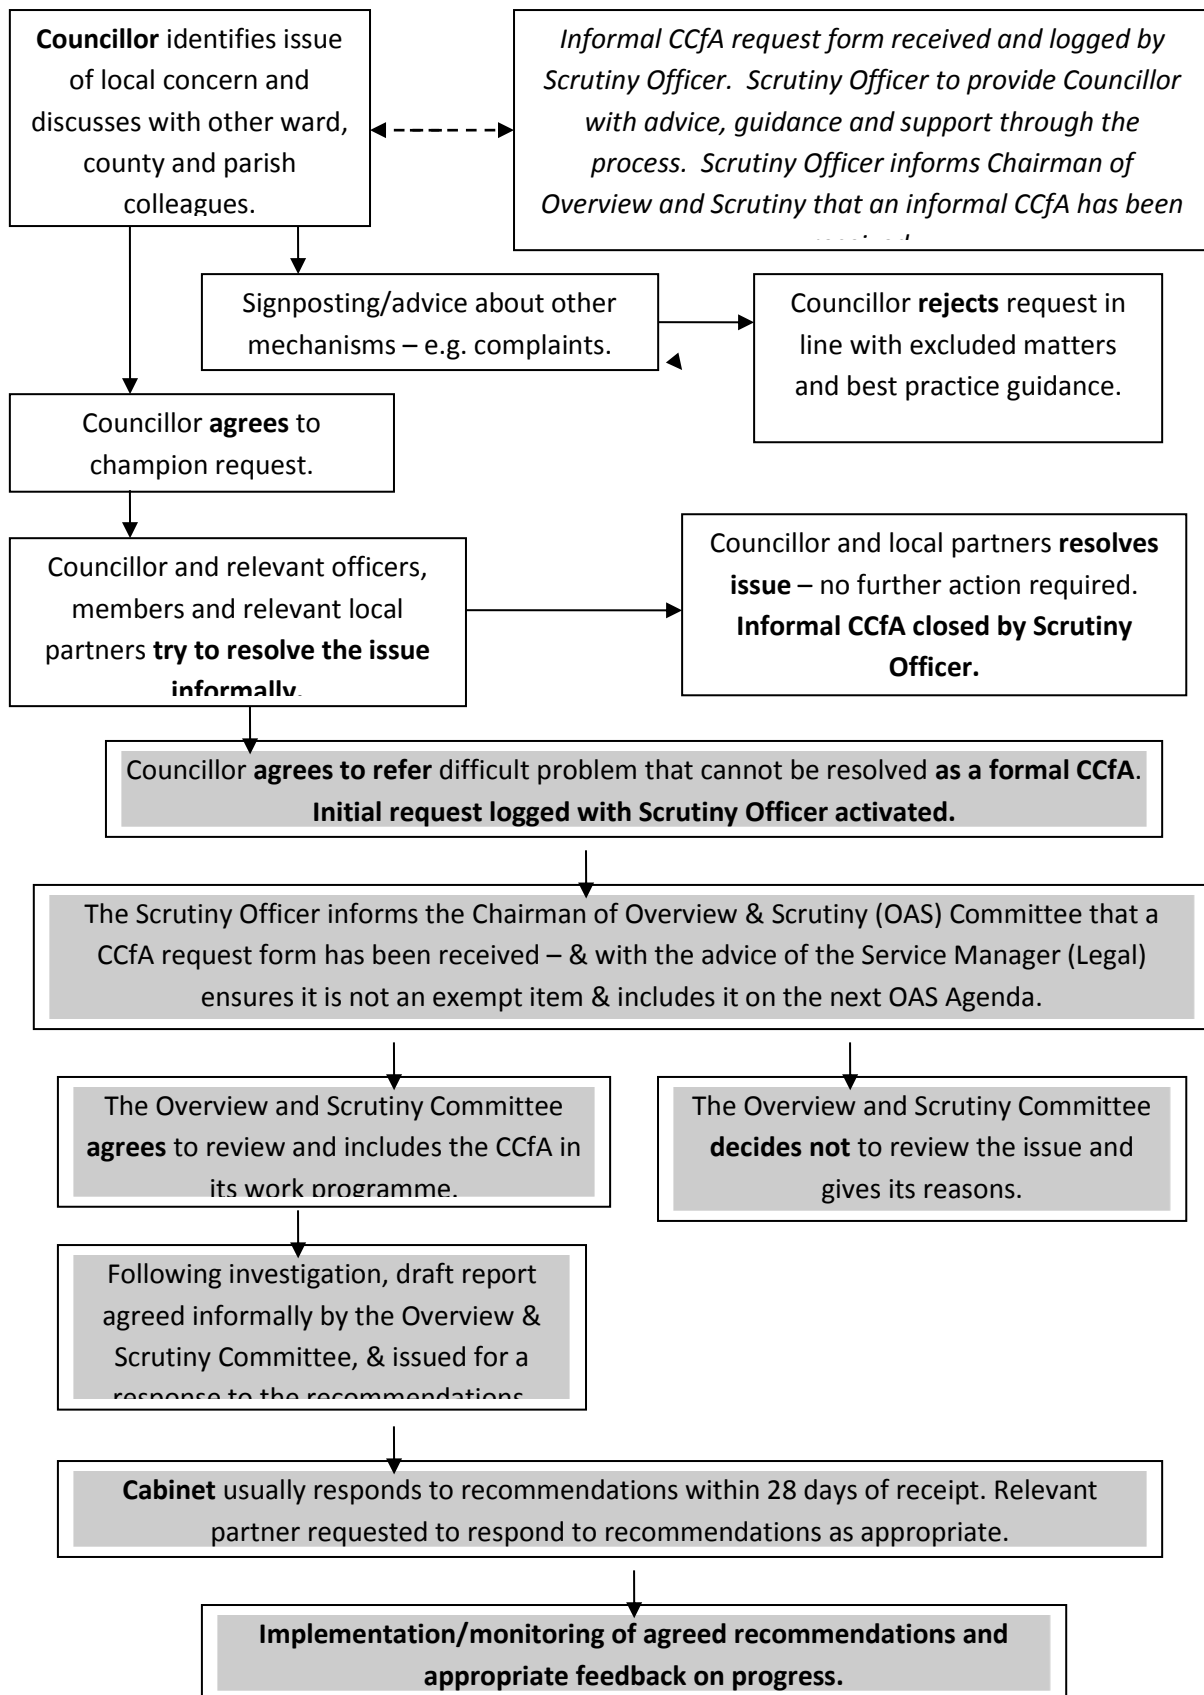 Councillor identifies issue
of local concern and
discusses with other ward,
county and parish
colleagues.
Informal CCfA request form received and logged by
Scrutiny Officer.  Scrutiny Officer to provide Councillor
with advice, guidance and support through the
process.  Scrutiny Officer informs Chairman of
Overview and Scrutiny that an informal CCfA has been
Signposting/advice about other
mechanisms – e.g. complaints.
Councillor rejects request in
line with excluded matters
and best practice guidance.
Councillor agrees to
champion request.
Councillor and relevant officers,
members and relevant local
partners try to resolve the issue
informally.
Councillor and local partners resolves
issue – no further action required.
Informal CCfA closed by Scrutiny
Officer.
Councillor agrees to refer difficult problem that cannot be resolved as a formal CCfA.
Initial request logged with Scrutiny Officer activated.
The Scrutiny Officer informs the Chairman of Overview & Scrutiny (OAS) Committee that a
CCfA request form has been received – & with the advice of the Service Manager (Legal)
ensures it is not an exempt item & includes it on the next OAS Agenda.
The Overview and Scrutiny Committee
agrees to review and includes the CCfA in
its work programme.
The Overview and Scrutiny Committee
decides not to review the issue and
gives its reasons.
Following investigation, draft report
agreed informally by the Overview &
Scrutiny Committee, & issued for a
response to the recommendations.
Cabinet usually responds to recommendations within 28 days of receipt. Relevant
partner requested to respond to recommendations as appropriate.
Implementation/monitoring of agreed recommendations and
appropriate feedback on progress.